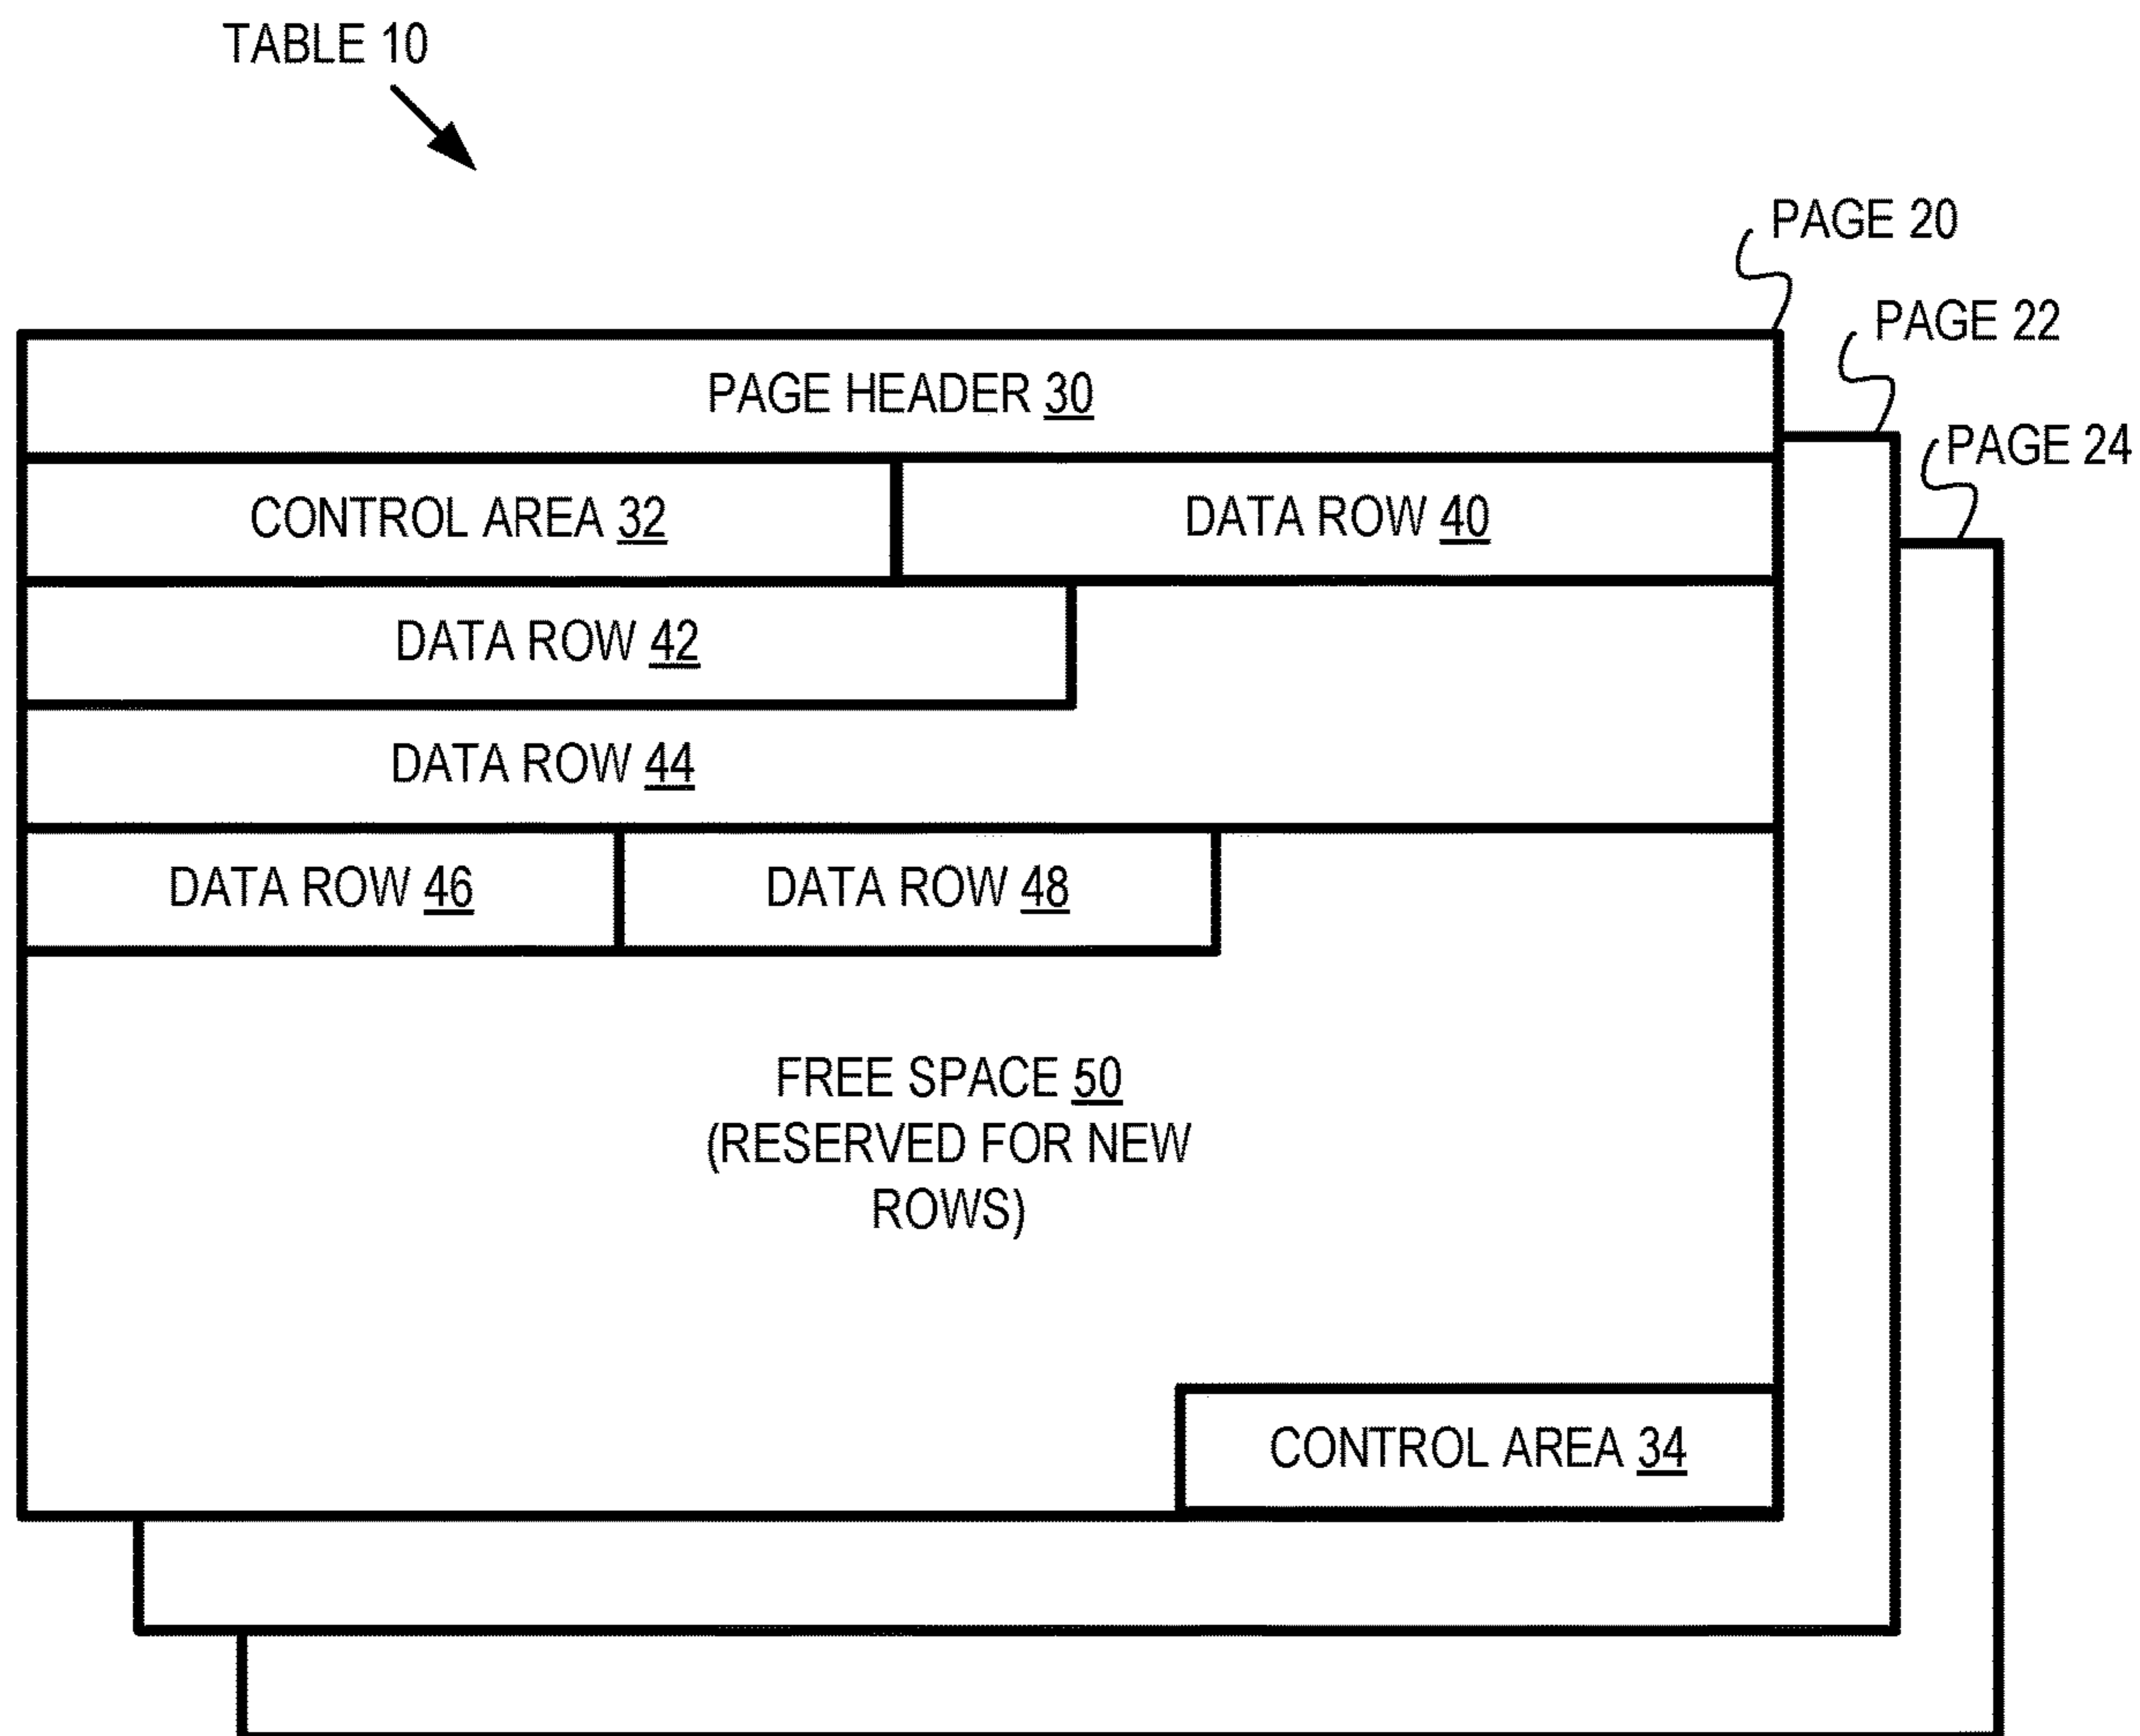 TABLE 10
PAGE 20
PAGE 22
PAGE 24
PAGE HEADER 30
CONTROL AREA 32
DATA ROW 40
DATA ROW 42
DATA ROW 44
DATA ROW 46
DATA ROW 48
FREE SPACE 50
(RESERVED FOR NEW
ROWS)
CONTROL AREA 34